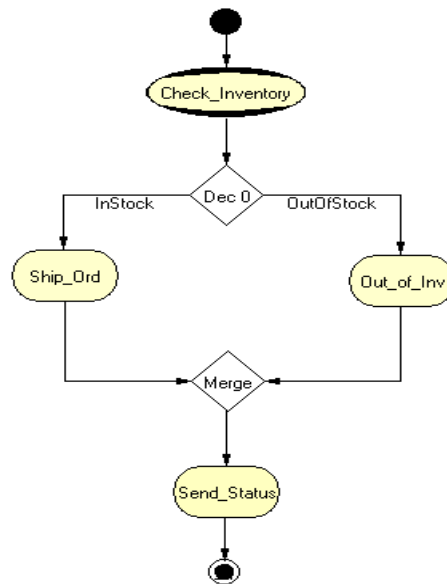 Check_Inventory
Dec 0
InStock
OutOfStock
Ship_Ord
Out_of_Inv
Merge
Send_Status